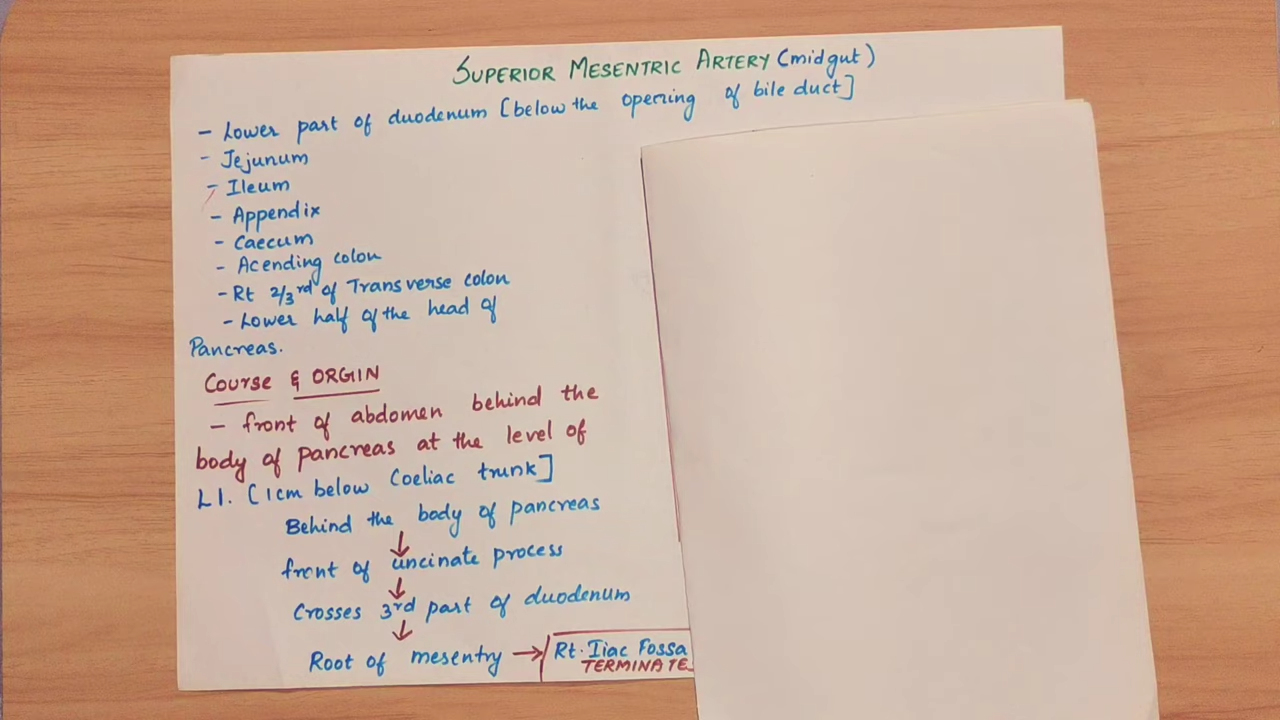 SUPERIOR MESENTRIC ARTERY (midgut)
- Lower part of duodenum [below the opening of bile duct]
- Jejunum
- Ileum
- Appendix
- Caecum
- Acending colon
- Rt 2/3rd of Transverse colon
- Lower half of the head of
Pancreas.
Course & ORGIN
- front of abdomen behind the
body of pancreas at the level of
L1. [1cm below Coeliac trunk]
Behind the body of pancreas
↓
front of uncinate process
↓
Crosses 3rd part of duodenum
↓
Root of mesentry → Rt. Iiac Fossa
TERMINATE